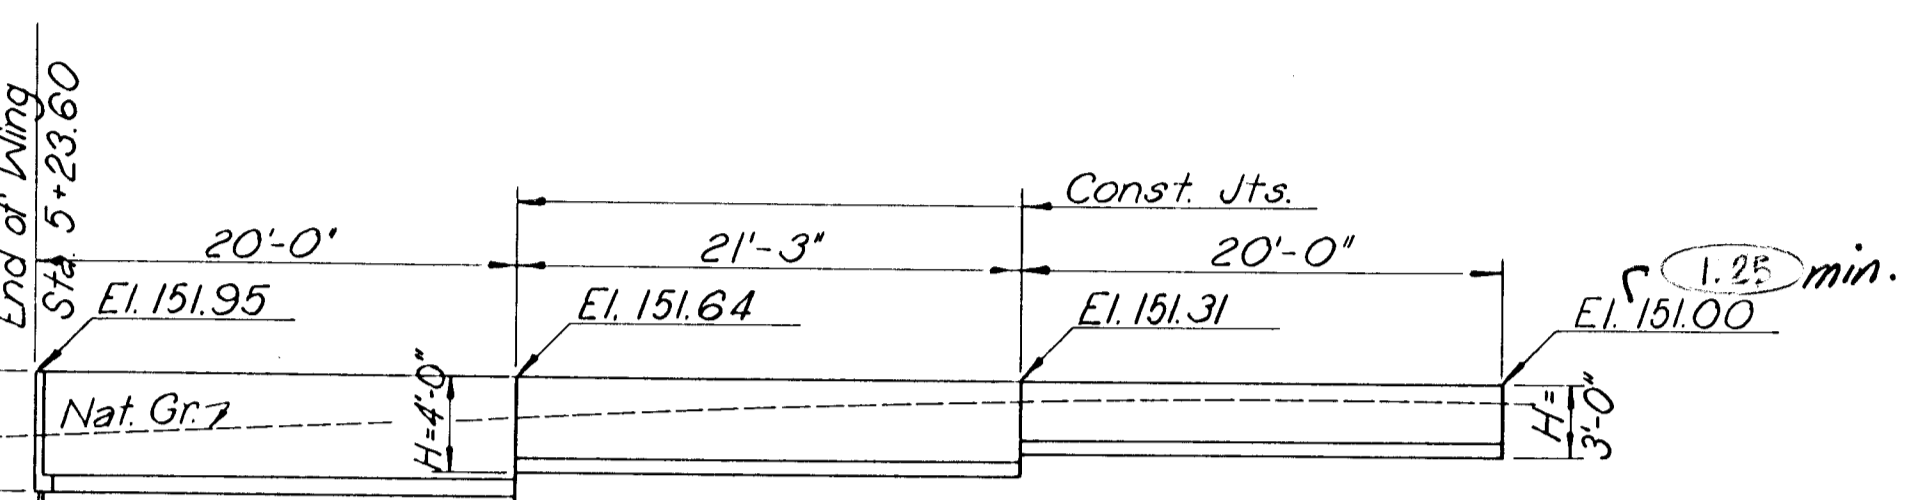 End of Wing
Sta. 5+23.60
Const. Jts.
20'-0"
21'-3"
20'-0"
1.25 min.
El. 151.95
El. 151.64
El. 151.31
El. 151.00
Nat. Gr.
H=4'-0"
H=
3'-0"